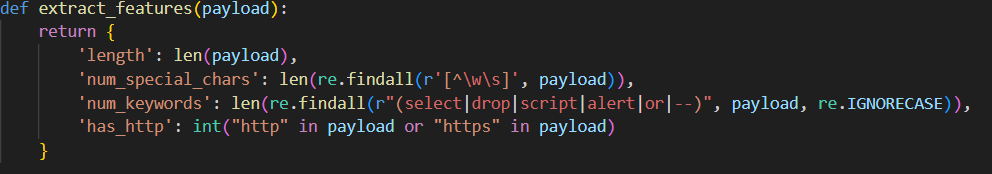 def extract_features(payload):
    return {
        'length': len(payload),
        'num_special_chars': len(re.findall(r'[^\w\s]', payload)),
        'num_keywords': len(re.findall(r"(select|drop|script|alert|or|--)", payload, re.IGNORECASE)),
        'has_http': int("http" in payload or "https" in payload)
    }